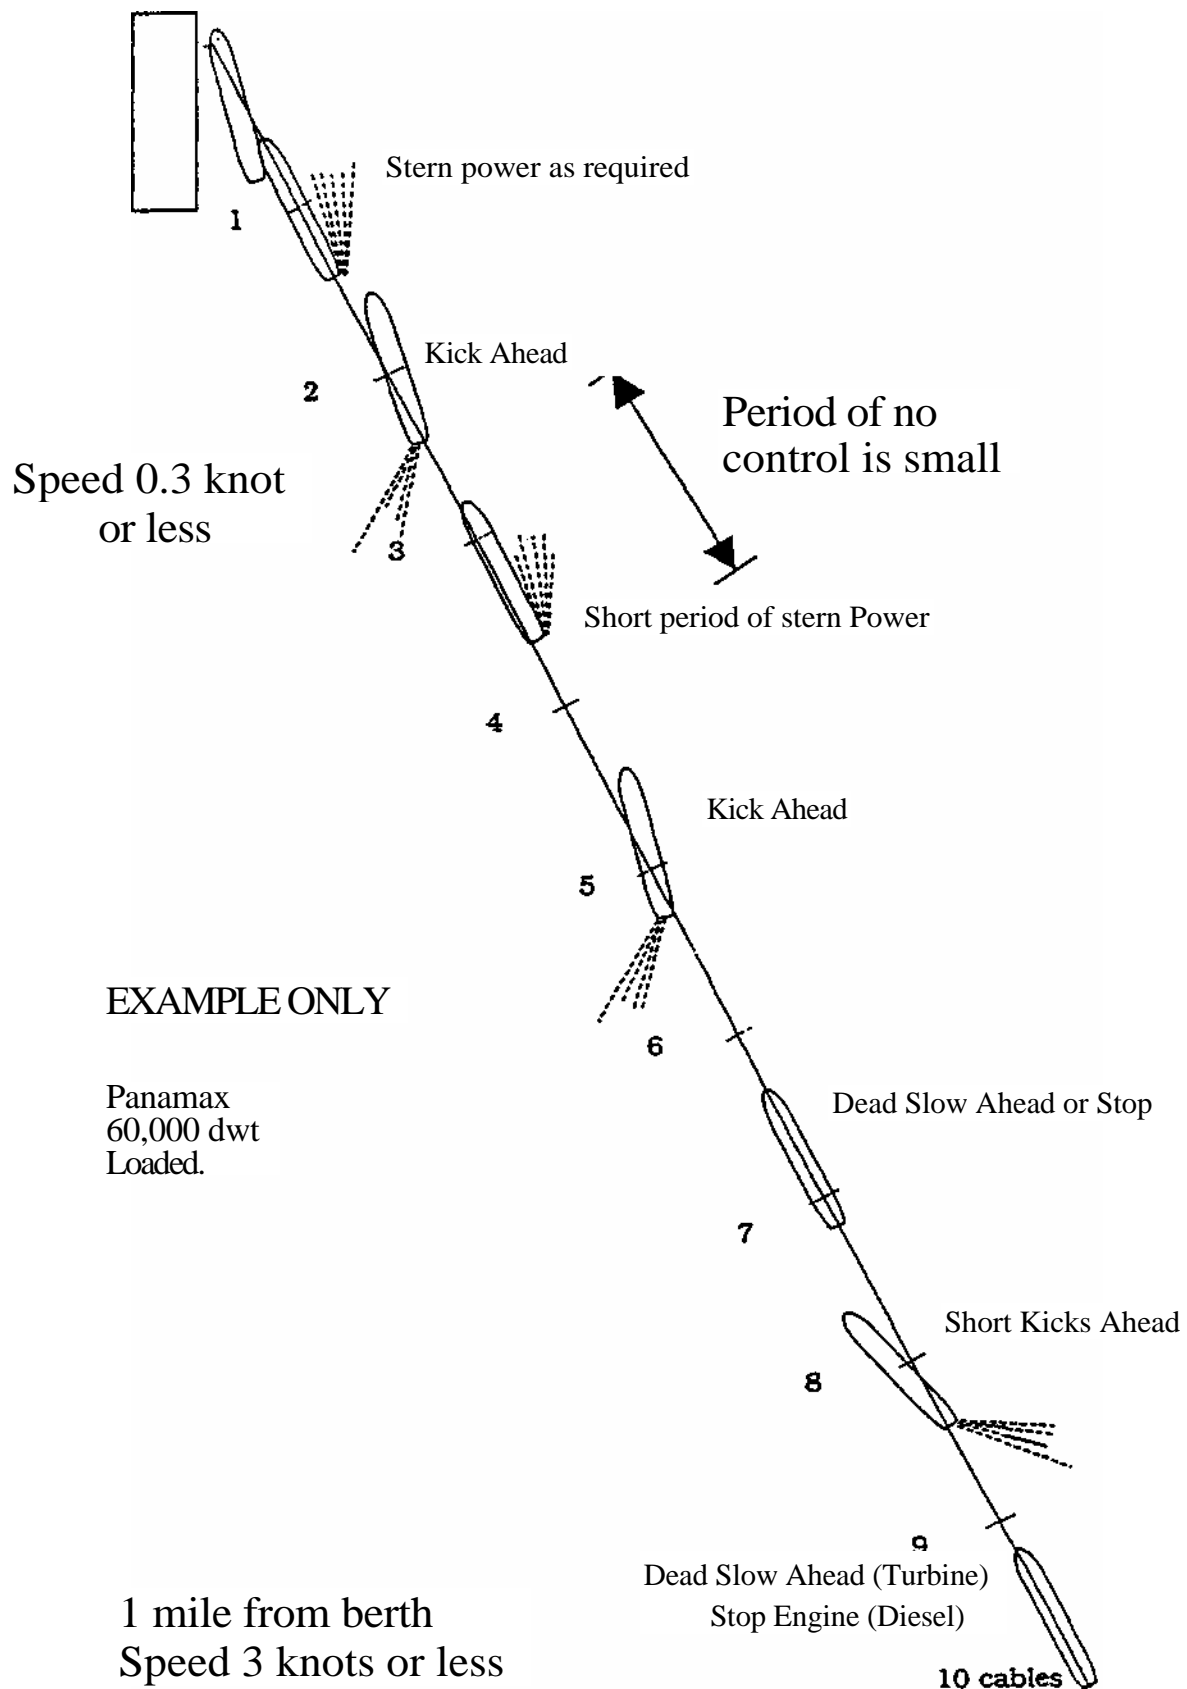 Stern power as required
1
Kick Ahead
2
Period of no
control is small
Speed 0.3 knot
or less
3
Short period of stern Power
4
Kick Ahead
5
EXAMPLE ONLY
6
Panamax
60,000 dwt
Loaded.
Dead Slow Ahead or Stop
7
Short Kicks Ahead
8
9
Dead Slow Ahead (Turbine)
Stop Engine (Diesel)
1 mile from berth
Speed 3 knots or less
10 cables